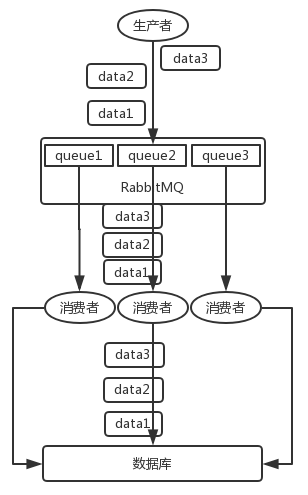 生产者
data3
data2
data1
queue1 queue2 queue3
RabbitMQ
data3
data2
data1
消费者 消费者 消费者
data3
data2
data1
数据库